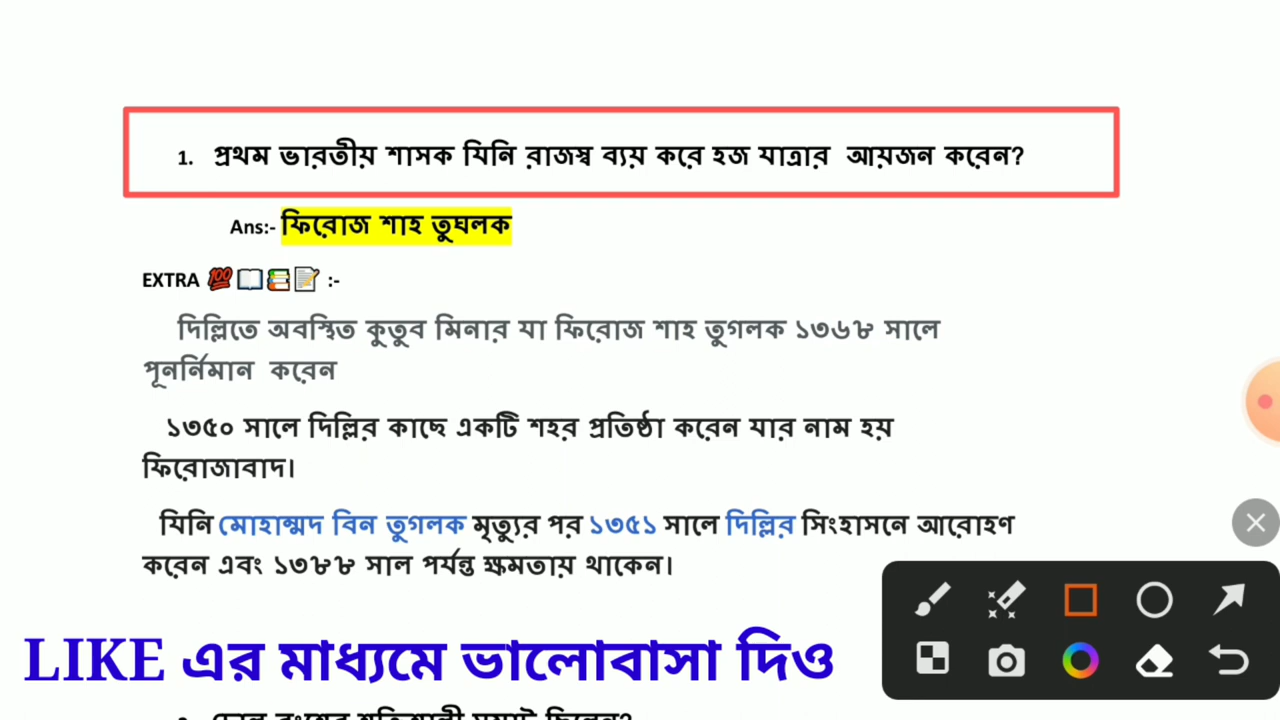 1. প্রথম ভারতীয় শাসক যিনি রাজস্ব ব্যয় করে হজ যাত্রার আয়জন করেন?
Ans:- ফিরোজ শাহ তুঘলক
EXTRA 💯📖📚📝 :-
দিল্লিতে অবস্থিত কুতুব মিনার যা ফিরোজ শাহ তুগলক ১৩৬৮ সালে
পূনর্নিমান করেন
১৩৫০ সালে দিল্লির কাছে একটি শহর প্রতিষ্ঠা করেন যার নাম হয়
ফিরোজাবাদ।
যিনি মোহাম্মদ বিন তুগলক মৃত্যুর পর ১৩৫১ সালে দিল্লির সিংহাসনে আরোহণ
করেন এবং ১৩৮৮ সাল পর্যন্ত ক্ষমতায় থাকেন।
LIKE এর মাধ্যমে ভালোবাসা দিও